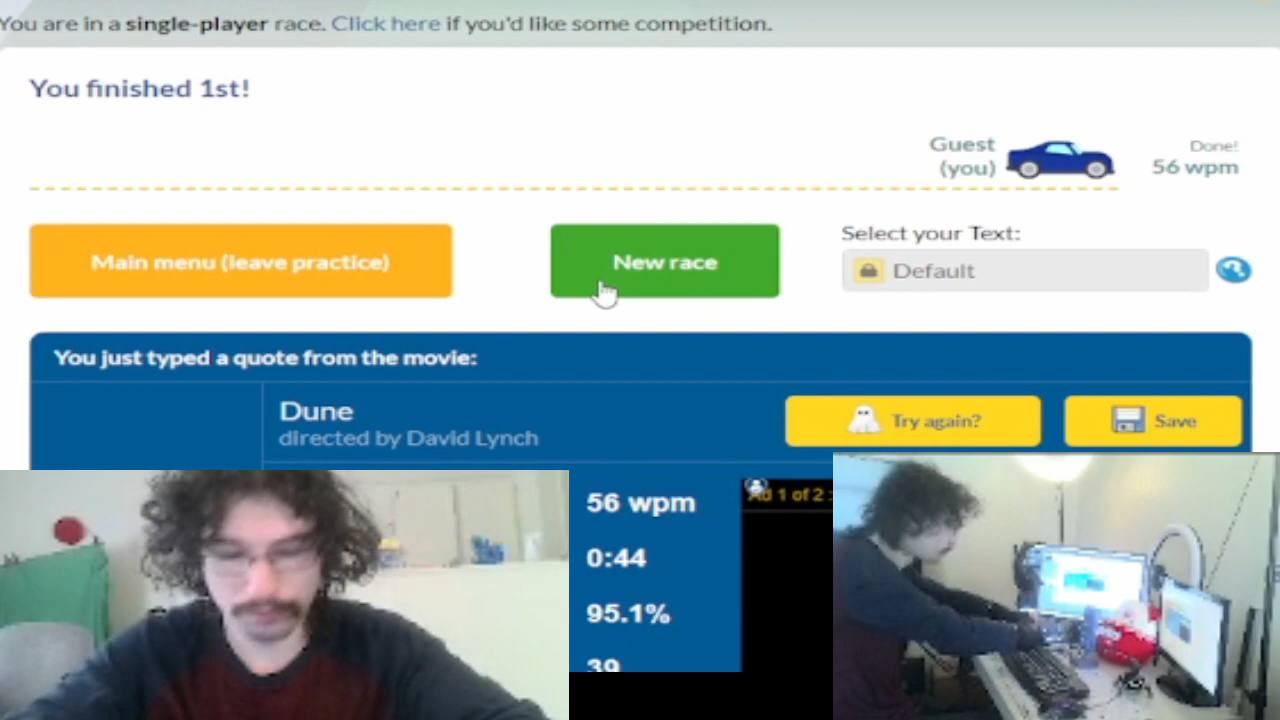 You are in a single-player race. Click here if you'd like some competition.
You finished 1st!
Guest
(you)
Done!
56 wpm
Main menu (leave practice)
New race
Select your Text:
Default
You just typed a quote from the movie:
Dune
directed by David Lynch
Try again?
Save
56 wpm
0:44
95.1%
39
Ad 1 of 2